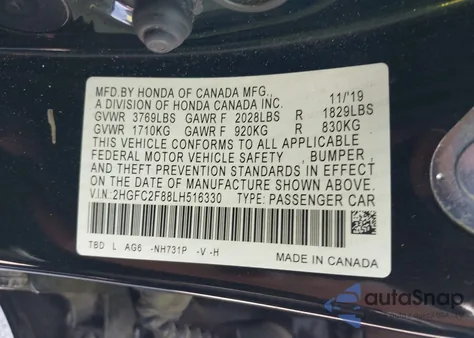 MFD.BY HONDA OF CANADA MFG.,
A DIVISION OF HONDA CANADA INC. 11/'19
GVWR 3769LBS GAWR F 2028LBS R 1829LBS
GVWR 1710KG GAWR F 920KG R 830KG
THIS VEHICLE CONFORMS TO ALL APPLICABLE
FEDERAL MOTOR VEHICLE SAFETY , BUMPER ,
AND THEFT PREVENTION STANDARDS IN EFFECT
ON THE DATE OF MANUFACTURE SHOWN ABOVE.
V.I.N:2HGFC2F88LH516330 TYPE: PASSENGER CAR
TBD L AG6 -NH731P -V -H
MADE IN CANADA
autoSnap